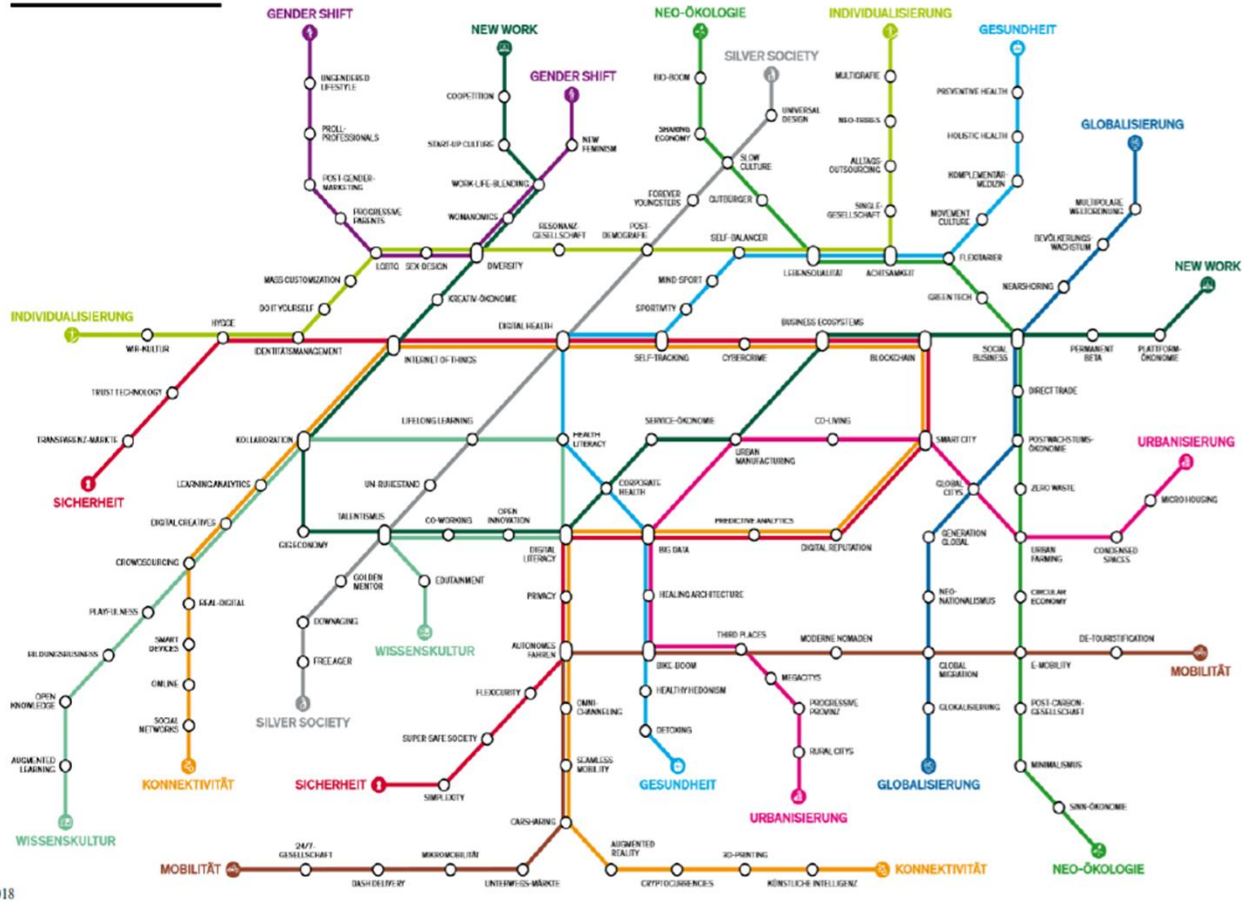 GENDER SHIFT
NEW WORK
NEO-ÖKOLOGIE
INDIVIDUALISIERUNG
GESUNDHEIT
SILVER SOCIETY
GENDER SHIFT
GLOBALISIERUNG
UNGENDERED
LIFESTYLE
PROLL-
PROFESSIONALS
POST-GENDER-
MARKETING
PROGRESSIVE
PARENTS
COOPETITION
START-UP CULTURE
WORK-LIFE-BLENDING
WOMANOMICS
NEW
FEMINISM
BIO-BOOM
SHARING
ECONOMY
UNIVERSAL
DESIGN
SLOW
CULTURE
FOREVER
YOUNGSTERS
GUTBÜRGER
MULTIGRAFIE
NEO-TRIBES
ALLTAGS-
OUTSOURCING
SINGLE-
GESELLSCHAFT
PREVENTIVE HEALTH
HOLISTIC HEALTH
KOMPLEMENTÄR-
MEDIZIN
MOVEMENT
CULTURE
MULTIPOLARE
WELTORDNUNG
BEVÖLKERUNGS-
WACHSTUM
NEARSHORING
LGBTQ
SEX-DESIGN
DIVERSITY
RESONANZ-
GESELLSCHAFT
POST-
DEMOGRAFIE
SELF-BALANCER
LEBENSQUALITÄT
ACHTSAMKEIT
FLEXITARIER
NEW WORK
MASS CUSTOMIZATION
DO IT YOURSELF
KREATIV-ÖKONOMIE
MIND-SPORT
SPORTIVITY
GREEN TECH
INDIVIDUALISIERUNG
WIR-KULTUR
HYGGE
IDENTITÄTSMANAGEMENT
INTERNET OF THINGS
DIGITAL HEALTH
SELF-TRACKING
CYBERCRIME
BUSINESS ECOSYSTEMS
BLOCKCHAIN
SOCIAL
BUSINESS
PERMANENT
BETA
PLATTFORM-
ÖKONOMIE
TRUST TECHNOLOGY
TRANSPARENZ-MÄRKTE
SICHERHEIT
DIRECT TRADE
KOLLABORATION
LIFELONG LEARNING
HEALTH
LITERACY
SERVICE-ÖKONOMIE
URBAN
MANUFACTURING
CO-LIVING
SMART CITY
POSTWACHSTUMS-
ÖKONOMIE
URBANISIERUNG
LEARNING ANALYTICS
UN-RUHESTAND
CORPORATE
HEALTH
GLOBAL
CITYS
ZERO WASTE
MICRO HOUSING
DIGITAL CREATIVES
GIG ECONOMY
TALENTISMUS
CO-WORKING
OPEN
INNOVATION
DIGITAL
LITERACY
BIG DATA
PREDICTIVE ANALYTICS
DIGITAL REPUTATION
GENERATION
GLOBAL
URBAN
FARMING
CONDENSED
SPACES
CROWDSOURCING
GOLDEN
MENTOR
EDUTAINMENT
PLAYFULNESS
REAL-DIGITAL
DOWNAGING
WISSENSKULTUR
PRIVACY
HEALING ARCHITECTURE
NEO-
NATIONALISMUS
CIRCULAR
ECONOMY
BILDUNGSBUSINESS
SMART
DEVICES
FREE AGER
AUTONOMES
FAHREN
BIKE-BOOM
THIRD PLACES
MODERNE NOMADEN
GLOBAL
MIGRATION
E-MOBILITY
DE-TOURISTIFICATION
MOBILITÄT
OPEN
KNOWLEDGE
OMLINE
SOCIAL
NETWORKS
SILVER SOCIETY
FLEXICURITY
SUPER-SAFE SOCIETY
OMNI-
CHANNELING
HEALTHY HEDONISM
DETOXING
MEGACITYS
PROGRESSIVE
PROVINZ
RURAL CITYS
GLOKALISIERUNG
POST-CARBON-
GESELLSCHAFT
AUGMENTED
LEARNING
KONNEKTIVITÄT
SICHERHEIT
SIMPLEXITY
SEAMLESS
MOBILITY
GESUNDHEIT
URBANISIERUNG
GLOBALISIERUNG
MINIMALISMUS
WISSENSKULTUR
CARSHARING
SINN-ÖKONOMIE
MOBILITÄT
24/7-
GESELLSCHAFT
DASH DELIVERY
MIKROMOBILITÄT
UNTERWEGS-MÄRKTE
AUGMENTED
REALITY
CRYPTOCURRENCIES
3D-PRINTING
KÜNSTLICHE INTELLIGENZ
KONNEKTIVITÄT
NEO-ÖKOLOGIE